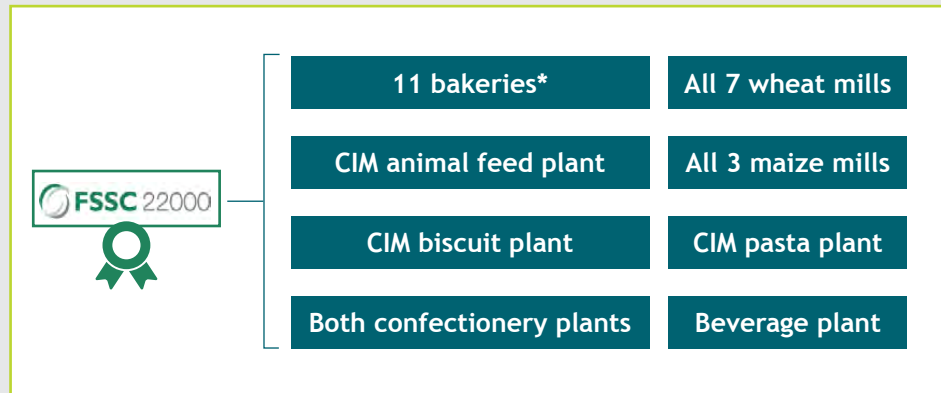 11 bakeries*
All 7 wheat mills
CIM animal feed plant
All 3 maize mills
FSSC 22000
CIM biscuit plant
CIM pasta plant
Both confectionery plants
Beverage plant